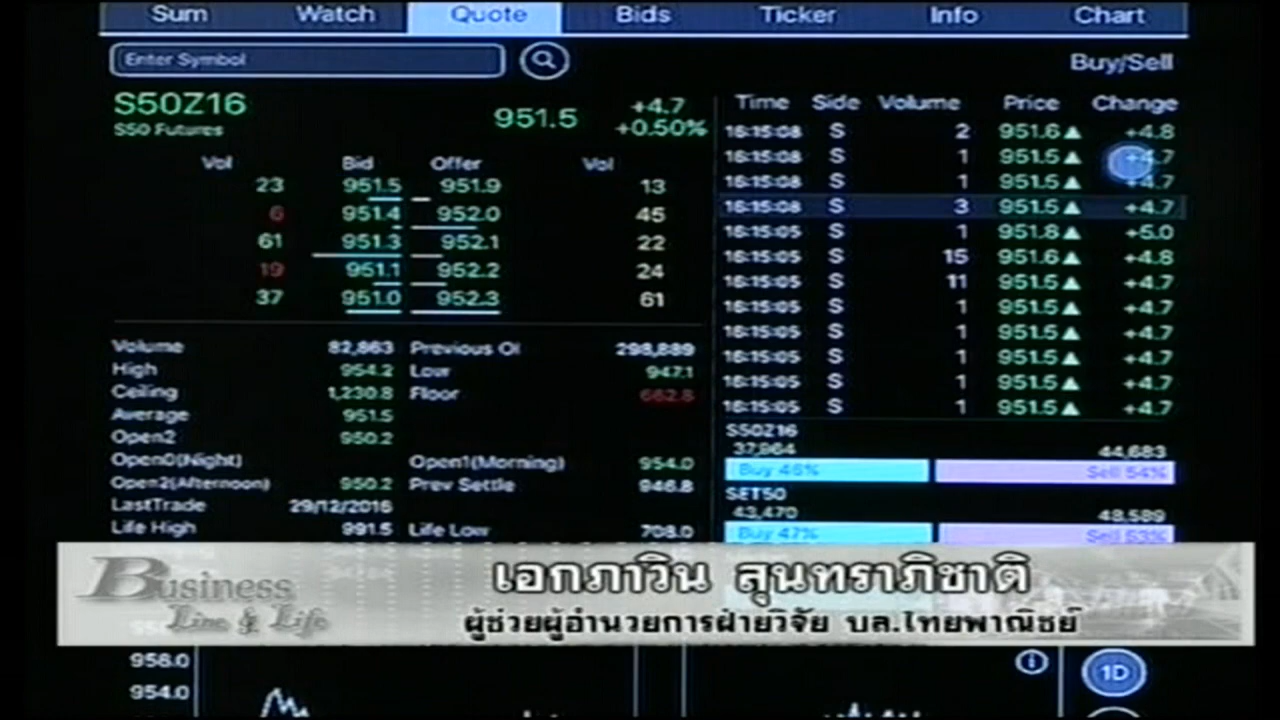 Sum Watch Quote Bids Ticker Info Chart
Enter Symbol
Buy/Sell
S50Z16
S50 Futures
951.5
+4.7
+0.50%
Vol Bid Offer Vol
23 951.5 951.9 13
6 951.4 952.0 45
61 951.3 952.1 22
19 951.1 952.2 24
37 951.0 952.3 61
Volume 82,863 Previous OI 298,889
High 954.2 Low 947.1
Ceiling 1,230.8 Floor 662.8
Average 951.5
Open2 950.2
Open0(Night) Open1(Morning) 954.0
Open2(Afternoon) 950.2 Prev Settle 946.8
LastTrade 29/12/2016
Life High 991.5 Life Low 708.0
Time Side Volume Price Change
16:15:08 S 2 951.6▲ +4.8
16:15:08 S 1 951.5▲ +4.7
16:15:08 S 1 951.5▲ +4.7
16:15:08 S 3 951.5▲ +4.7
16:15:05 S 1 951.8▲ +5.0
16:15:05 S 15 951.6▲ +4.8
16:15:05 S 11 951.5▲ +4.7
16:15:05 S 1 951.5▲ +4.7
16:15:05 S 1 951.5▲ +4.7
16:15:05 S 1 951.5▲ +4.7
16:15:05 S 1 951.5▲ +4.7
16:15:05 S 1 951.5▲ +4.7
S50Z16
37,964 44,683
Buy 46% Sell 54%
SET50
43,470 48,589
Buy 47% Sell 53%
Business
Line & Life
เอกภาวิน สุนทราภิชาติ
ผู้ช่วยผู้อำนวยการฝ่ายวิจัย บล.ไทยพาณิชย์
958.0
954.0
1D